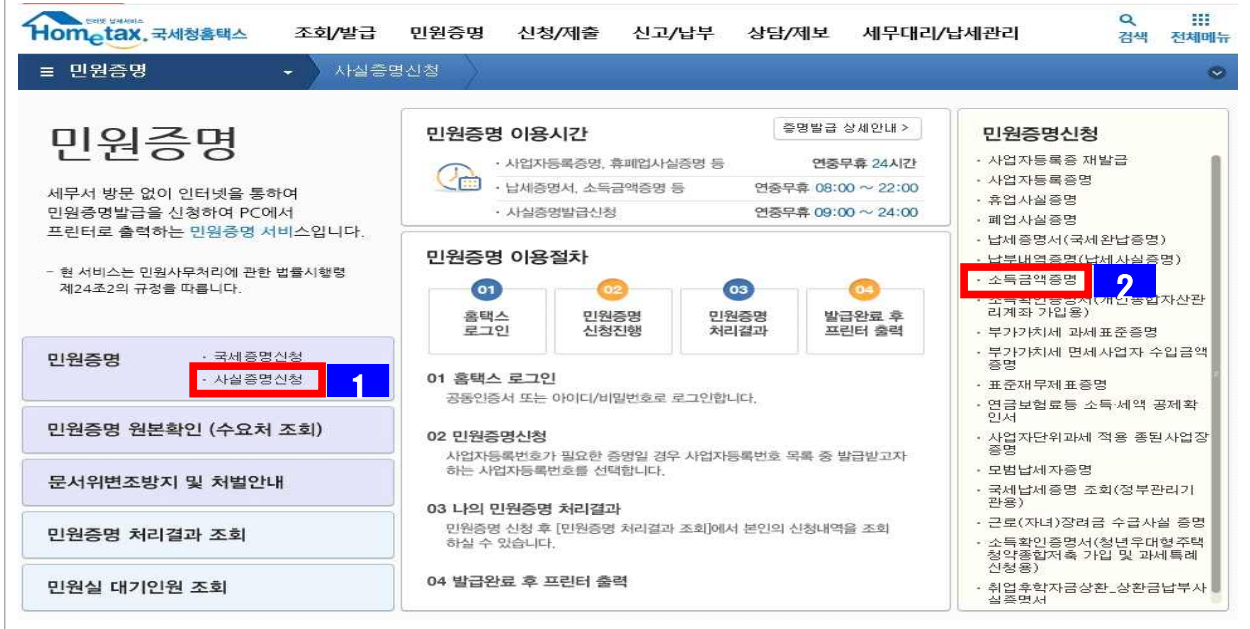 인터넷 납세서비스
Hometax. 국세청홈택스
조회/발급 민원증명 신청/제출 신고/납부 상담/제보 세무대리/납세관리
검색 전체메뉴
민원증명 사실증명신청
민원증명
세무서 방문 없이 인터넷을 통하여
민원증명발급을 신청하여 PC에서
프린터로 출력하는 민원증명 서비스입니다.
- 현 서비스는 민원사무처리에 관한 법률시행령
제24조2의 규정을 따릅니다.
민원증명
· 국세증명신청
· 사실증명신청
1
민원증명 원본확인 (수요처 조회)
문서위변조방지 및 처벌안내
민원증명 처리결과 조회
민원실 대기인원 조회
민원증명 이용시간
증명발급 상세안내 >
· 사업자등록증명, 휴폐업사실증명 등 연중무휴 24시간
· 납세증명서, 소득금액증명 등 연중무휴 08:00 ~ 22:00
· 사실증명발급신청 연중무휴 09:00 ~ 24:00
민원증명 이용절차
01 02 03 04
홈택스 민원증명 민원증명 발급완료 후
로그인 신청진행 처리결과 프린터 출력
01 홈택스 로그인
공동인증서 또는 아이디/비밀번호로 로그인합니다.
02 민원증명신청
사업자등록번호가 필요한 증명일 경우 사업자등록번호 목록 중 발급받고자
하는 사업자등록번호를 선택합니다.
03 나의 민원증명 처리결과
민원증명 신청 후 [민원증명 처리결과 조회]에서 본인의 신청내역을 조회
하실 수 있습니다.
04 발급완료 후 프린터 출력
민원증명신청
· 사업자등록증 재발급
· 사업자등록증명
· 휴업사실증명
· 폐업사실증명
· 납세증명서(국세완납증명)
· 납부내역증명(납세사실증명)
· 소득금액증명
2
· 소득확인증명서(개인종합자산관
리계좌 가입용)
· 부가가치세 과세표준증명
· 부가가치세 면세사업자 수입금액
증명
· 표준재무제표증명
· 연금보험료등 소득·세액 공제확
인서
· 사업자단위과세 적용 종된사업장
증명
· 모범납세자증명
· 국세납세증명 조회(정부관리기
관용)
· 근로(자녀)장려금 수급사실 증명
· 소득확인증명서(청년우대형주택
청약종합저축 가입 및 과세특례
신청용)
· 취업후학자금상환_상환금납부사
실증명서